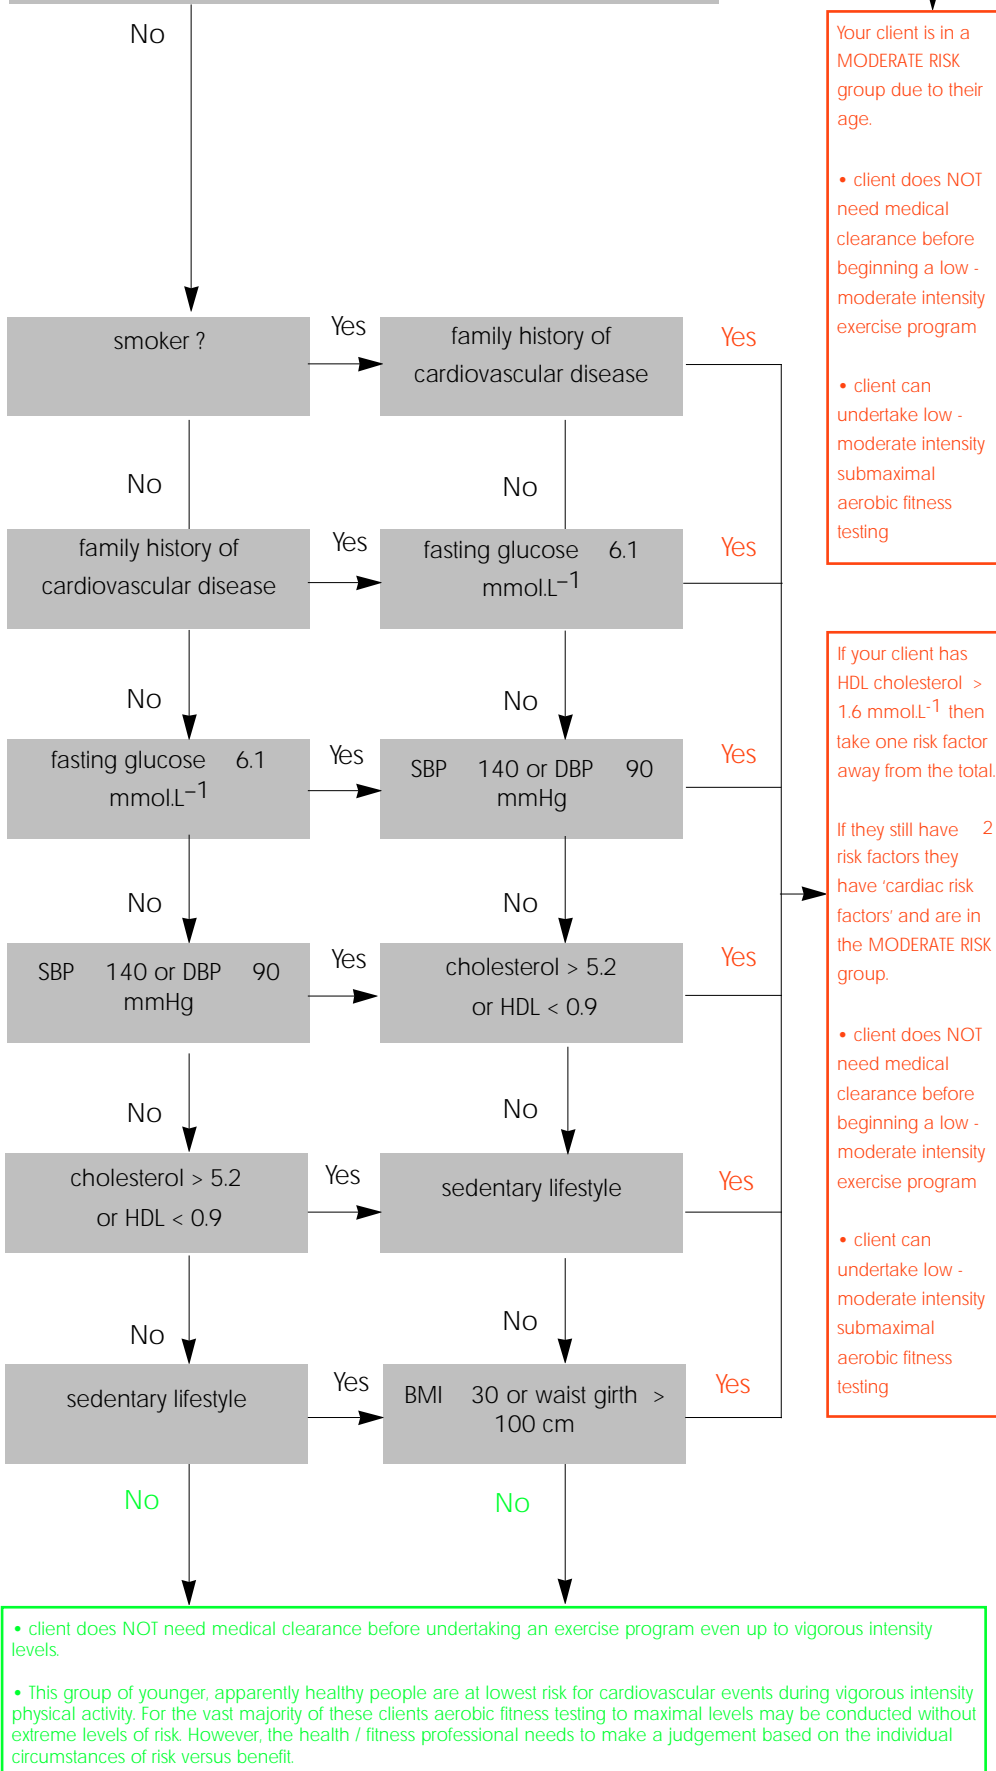 No
Your client is in a
MODERATE RISK
group due to their
age.
• client does NOT
need medical
clearance before
beginning a low -
moderate intensity
exercise program
• client can
undertake low -
moderate intensity
submaximal
aerobic fitness
testing
smoker ?
Yes
family history of
cardiovascular disease
Yes
No
No
family history of
cardiovascular disease
Yes
fasting glucose 6.1
mmol.L–1
Yes
No
No
fasting glucose 6.1
mmol.L–1
Yes
SBP 140 or DBP 90
mmHg
Yes
No
No
SBP 140 or DBP 90
mmHg
Yes
cholesterol > 5.2
or HDL < 0.9
Yes
No
No
cholesterol > 5.2
or HDL < 0.9
Yes
sedentary lifestyle
Yes
No
No
sedentary lifestyle
Yes
BMI 30 or waist girth >
100 cm
Yes
No
No
If your client has
HDL cholesterol >
1.6 mmol.L-1 then
take one risk factor
away from the total.
If they still have 2
risk factors they
have ‘cardiac risk
factors’ and are in
the MODERATE RISK
group.
• client does NOT
need medical
clearance before
beginning a low -
moderate intensity
exercise program
• client can
undertake low -
moderate intensity
submaximal
aerobic fitness
testing
• client does NOT need medical clearance before undertaking an exercise program even up to vigorous intensity
levels.
• This group of younger, apparently healthy people are at lowest risk for cardiovascular events during vigorous intensity
physical activity. For the vast majority of these clients aerobic fitness testing to maximal levels may be conducted without
extreme levels of risk. However, the health / fitness professional needs to make a judgement based on the individual
circumstances of risk versus benefit.